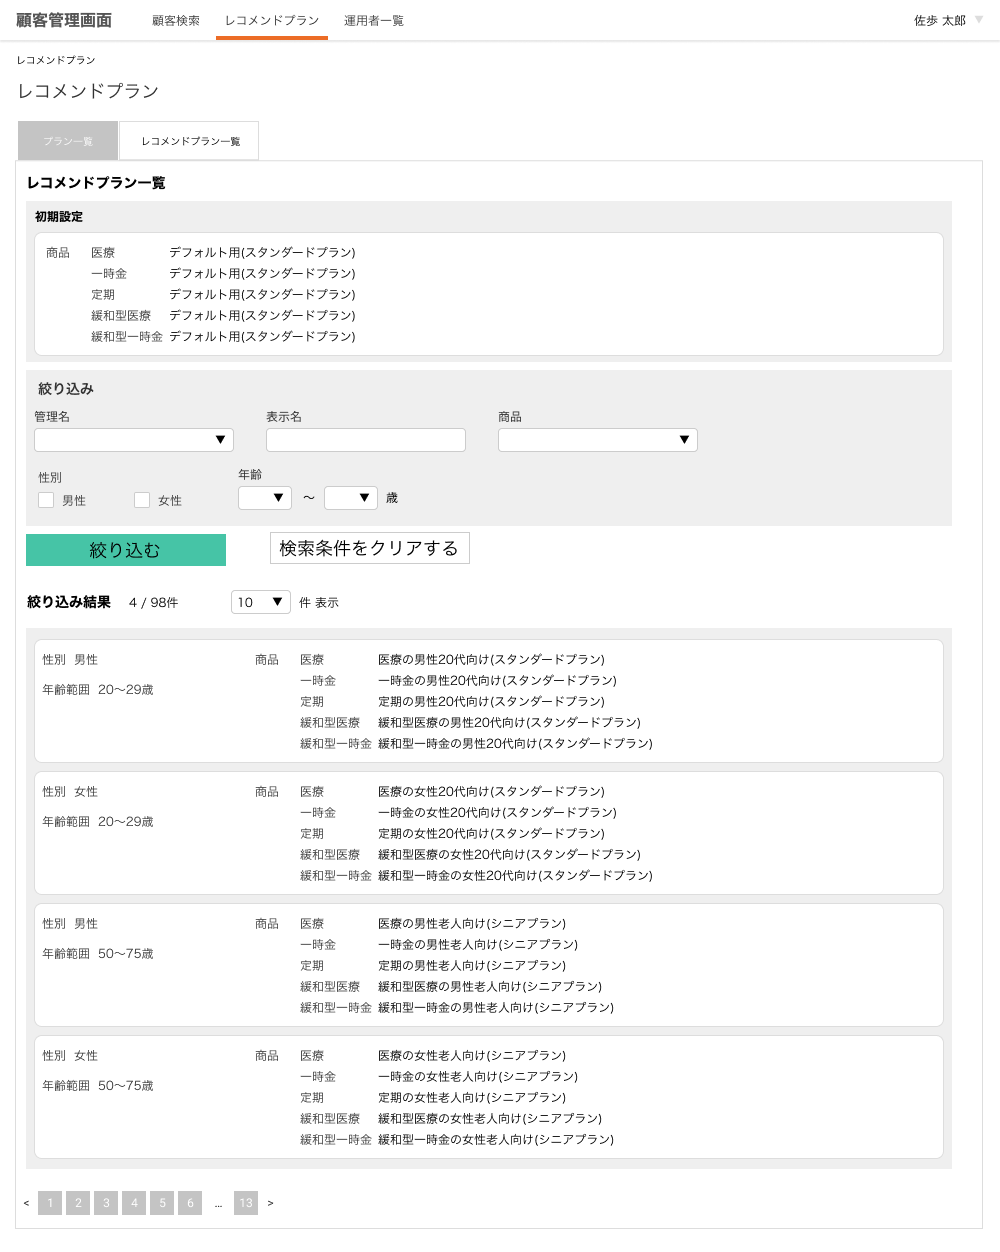 顧客管理画面 顧客検索 レコメンドプラン 運用者一覧 佐歩 太郎 ▼
レコメンドプラン
レコメンドプラン
プラン一覧 レコメンドプラン一覧
レコメンドプラン一覧
初期設定
商品 医療 デフォルト用(スタンダードプラン)
一時金 デフォルト用(スタンダードプラン)
定期 デフォルト用(スタンダードプラン)
緩和型医療 デフォルト用(スタンダードプラン)
緩和型一時金 デフォルト用(スタンダードプラン)
絞り込み
管理名 表示名 商品
▼ ▼
性別 年齢
男性 女性 ▼ 〜 ▼ 歳
絞り込む 検索条件をクリアする
絞り込み結果 4 / 98件 10 ▼ 件 表示
性別 男性 商品 医療 医療の男性20代向け(スタンダードプラン)
一時金 一時金の男性20代向け(スタンダードプラン)
年齢範囲 20〜29歳
定期 定期の男性20代向け(スタンダードプラン)
緩和型医療 緩和型医療の男性20代向け(スタンダードプラン)
緩和型一時金 緩和型一時金の男性20代向け(スタンダードプラン)
性別 女性 商品 医療 医療の女性20代向け(スタンダードプラン)
一時金 一時金の女性20代向け(スタンダードプラン)
年齢範囲 20〜29歳
定期 定期の女性20代向け(スタンダードプラン)
緩和型医療 緩和型医療の女性20代向け(スタンダードプラン)
緩和型一時金 緩和型一時金の女性20代向け(スタンダードプラン)
性別 男性 商品 医療 医療の男性老人向け(シニアプラン)
一時金 一時金の男性老人向け(シニアプラン)
年齢範囲 50〜75歳
定期 定期の男性老人向け(シニアプラン)
緩和型医療 緩和型医療の男性老人向け(シニアプラン)
緩和型一時金 緩和型一時金の男性老人向け(シニアプラン)
性別 女性 商品 医療 医療の女性老人向け(シニアプラン)
一時金 一時金の女性老人向け(シニアプラン)
年齢範囲 50〜75歳
定期 定期の女性老人向け(シニアプラン)
緩和型医療 緩和型医療の女性老人向け(シニアプラン)
緩和型一時金 緩和型一時金の女性老人向け(シニアプラン)
< 1 2 3 4 5 6 ... 13 >